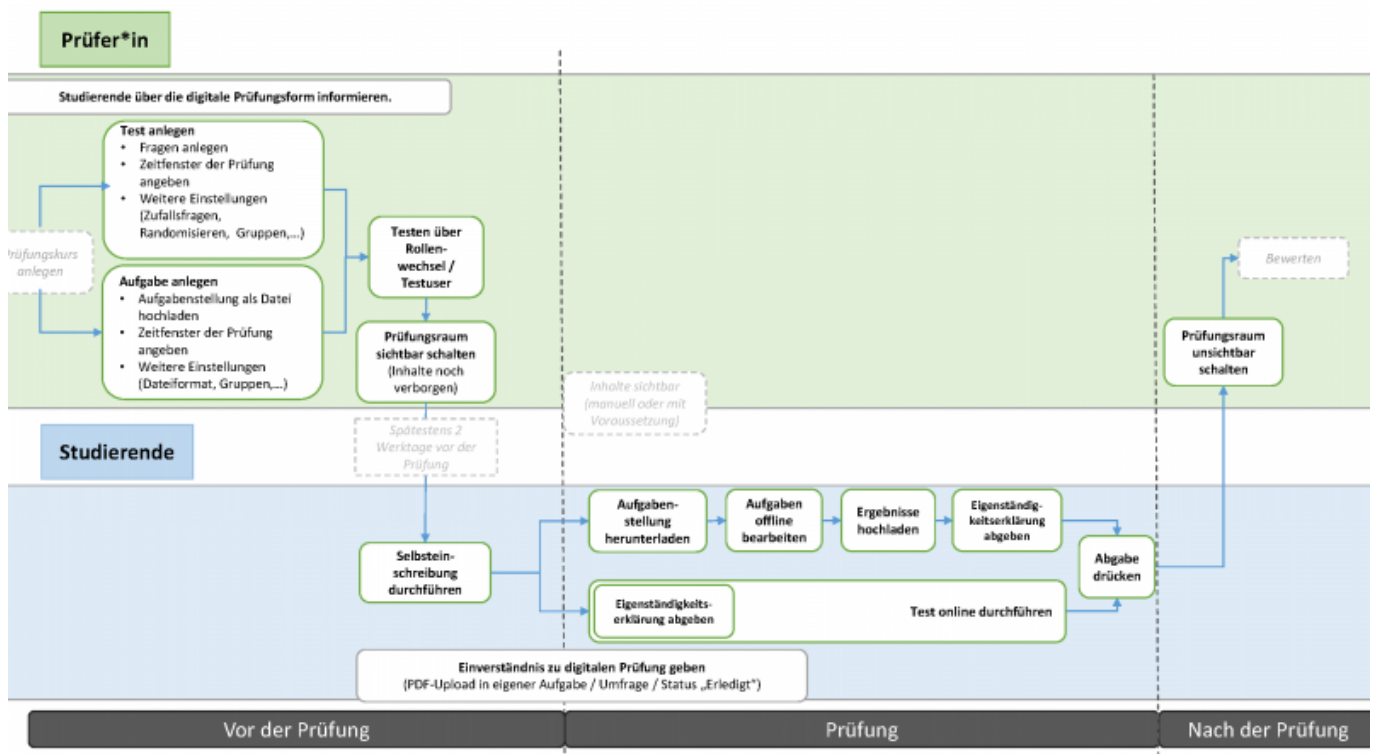 Prüfer*in
Studierende über die digitale Prüfungsform informieren.
Test anlegen
• Fragen anlegen
• Zeitfenster der Prüfung
angeben
• Weitere Einstellungen
(Zufallsfragen,
Randomisieren, Gruppen,...)
Prüfungskurs
anlegen
Aufgabe anlegen
• Aufgabenstellung als Datei
hochladen
• Zeitfenster der Prüfung
angeben
• Weitere Einstellungen
(Dateiformat, Gruppen,...)
Testen über
Rollen-
wechsel /
Testuser
Prüfungsraum
sichtbar schalten
(Inhalte noch
verborgen)
Inhalte sichtbar
(manuell oder mit
Voraussetzung)
Bewerten
Prüfungsraum
unsichtbar
schalten
Studierende
Spätestens 2
Werktage vor der
Prüfung
Selbstein-
schreibung
durchführen
Aufgaben-
stellung
herunterladen
Aufgaben
offline
bearbeiten
Ergebnisse
hochladen
Eigenständig-
keitserklärung
abgeben
Abgabe
drücken
Eigenständigkeits-
erklärung abgeben
Test online durchführen
Einverständnis zu digitalen Prüfung geben
(PDF-Upload in eigener Aufgabe / Umfrage / Status „Erledigt“)
Vor der Prüfung
Prüfung
Nach der Prüfung